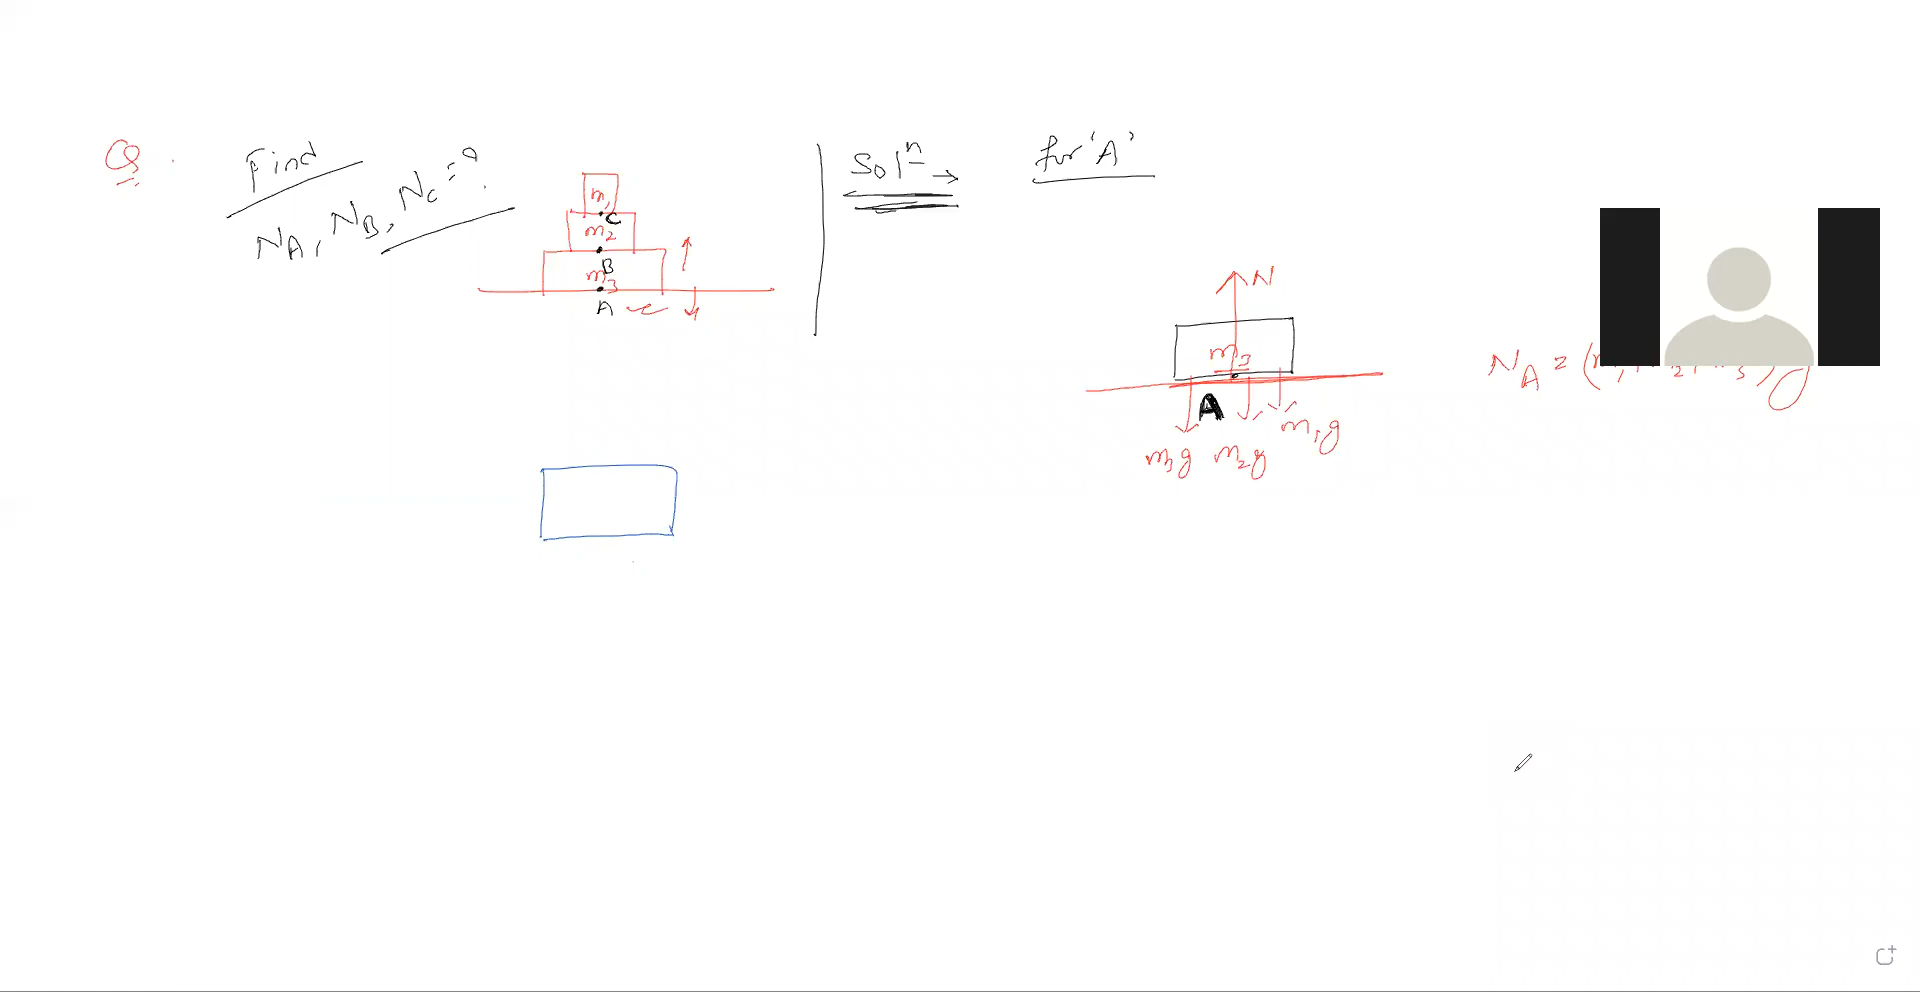 Q.
Find
NA, NB, NC = ?
m1
C
m2
B
m3
A
Solⁿ →
for 'A'
N
m3
A
m3g m2g m1g
NA = (